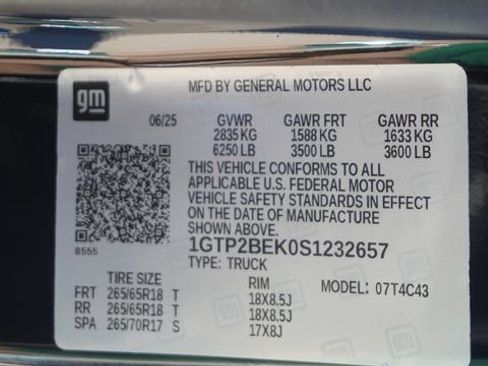 gm
MFD BY GENERAL MOTORS LLC
06/25 GVWR GAWR FRT GAWR RR
2835 KG 1588 KG 1633 KG
6250 LB 3500 LB 3600 LB
THIS VEHICLE CONFORMS TO ALL
APPLICABLE U.S. FEDERAL MOTOR
VEHICLE SAFETY STANDARDS IN EFFECT
ON THE DATE OF MANUFACTURE
SHOWN ABOVE.
8555
1GTP2BEK0S1232657
TYPE: TRUCK
TIRE SIZE RIM MODEL: 07T4C43
FRT 265/65R18 T 18X8.5J
RR 265/65R18 T 18X8.5J
SPA 265/70R17 S 17X8J